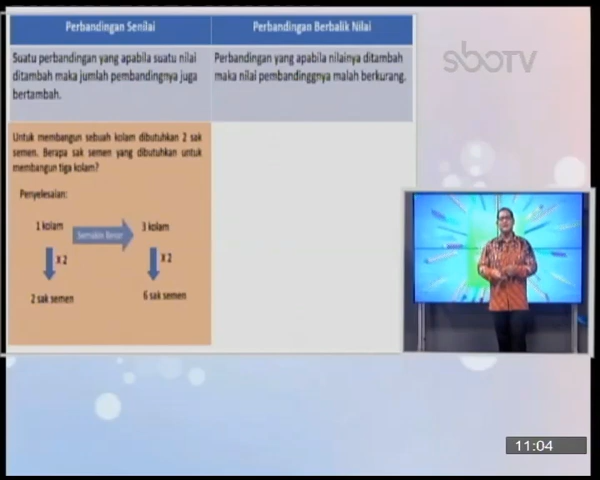 Perbandingan Senilai
Perbandingan Berbalik Nilai
Suatu perbandingan yang apabila suatu nilai
ditambah maka jumlah pembandingnya juga
bertambah.
Perbandingan yang apabila nilainya ditambah
maka nilai pembandinggnya malah berkurang.
sboTV
Untuk membangun sebuah kolam dibutuhkan 2 sak
semen. Berapa sak semen yang dibutuhkan untuk
membangun tiga kolam?
Penyelesaian:
1 kolam
Semakin Besar
3 kolam
X 2
X 2
2 sak semen
6 sak semen
11:04